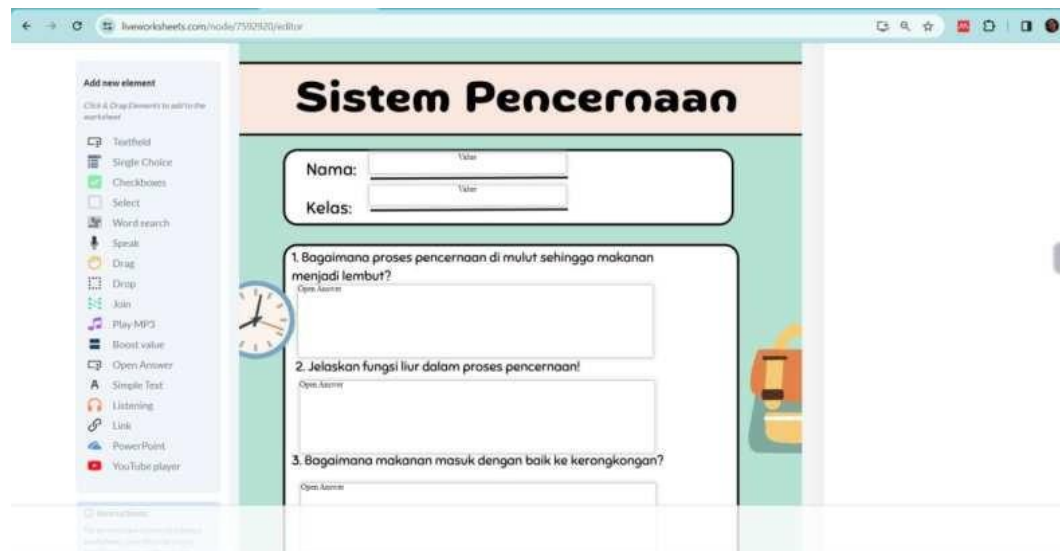 liveworksheets.com/node/7592920/editor
Add new element
Click & Drag Elements to add to the
worksheet
Textfield
Single Choice
Checkboxes
Select
Word search
Speak
Drag
Drop
Join
Play MP3
Boost value
Open Answer
Simple Text
Listening
Link
PowerPoint
YouTube player
Sistem Pencernaan
Nama:
Value
Kelas:
Value
1. Bagaimana proses pencernaan di mulut sehingga makanan
menjadi lembut?
Open Answer
2. Jelaskan fungsi liur dalam proses pencernaan!
Open Answer
3. Bagaimana makanan masuk dengan baik ke kerongkongan?
Open Answer